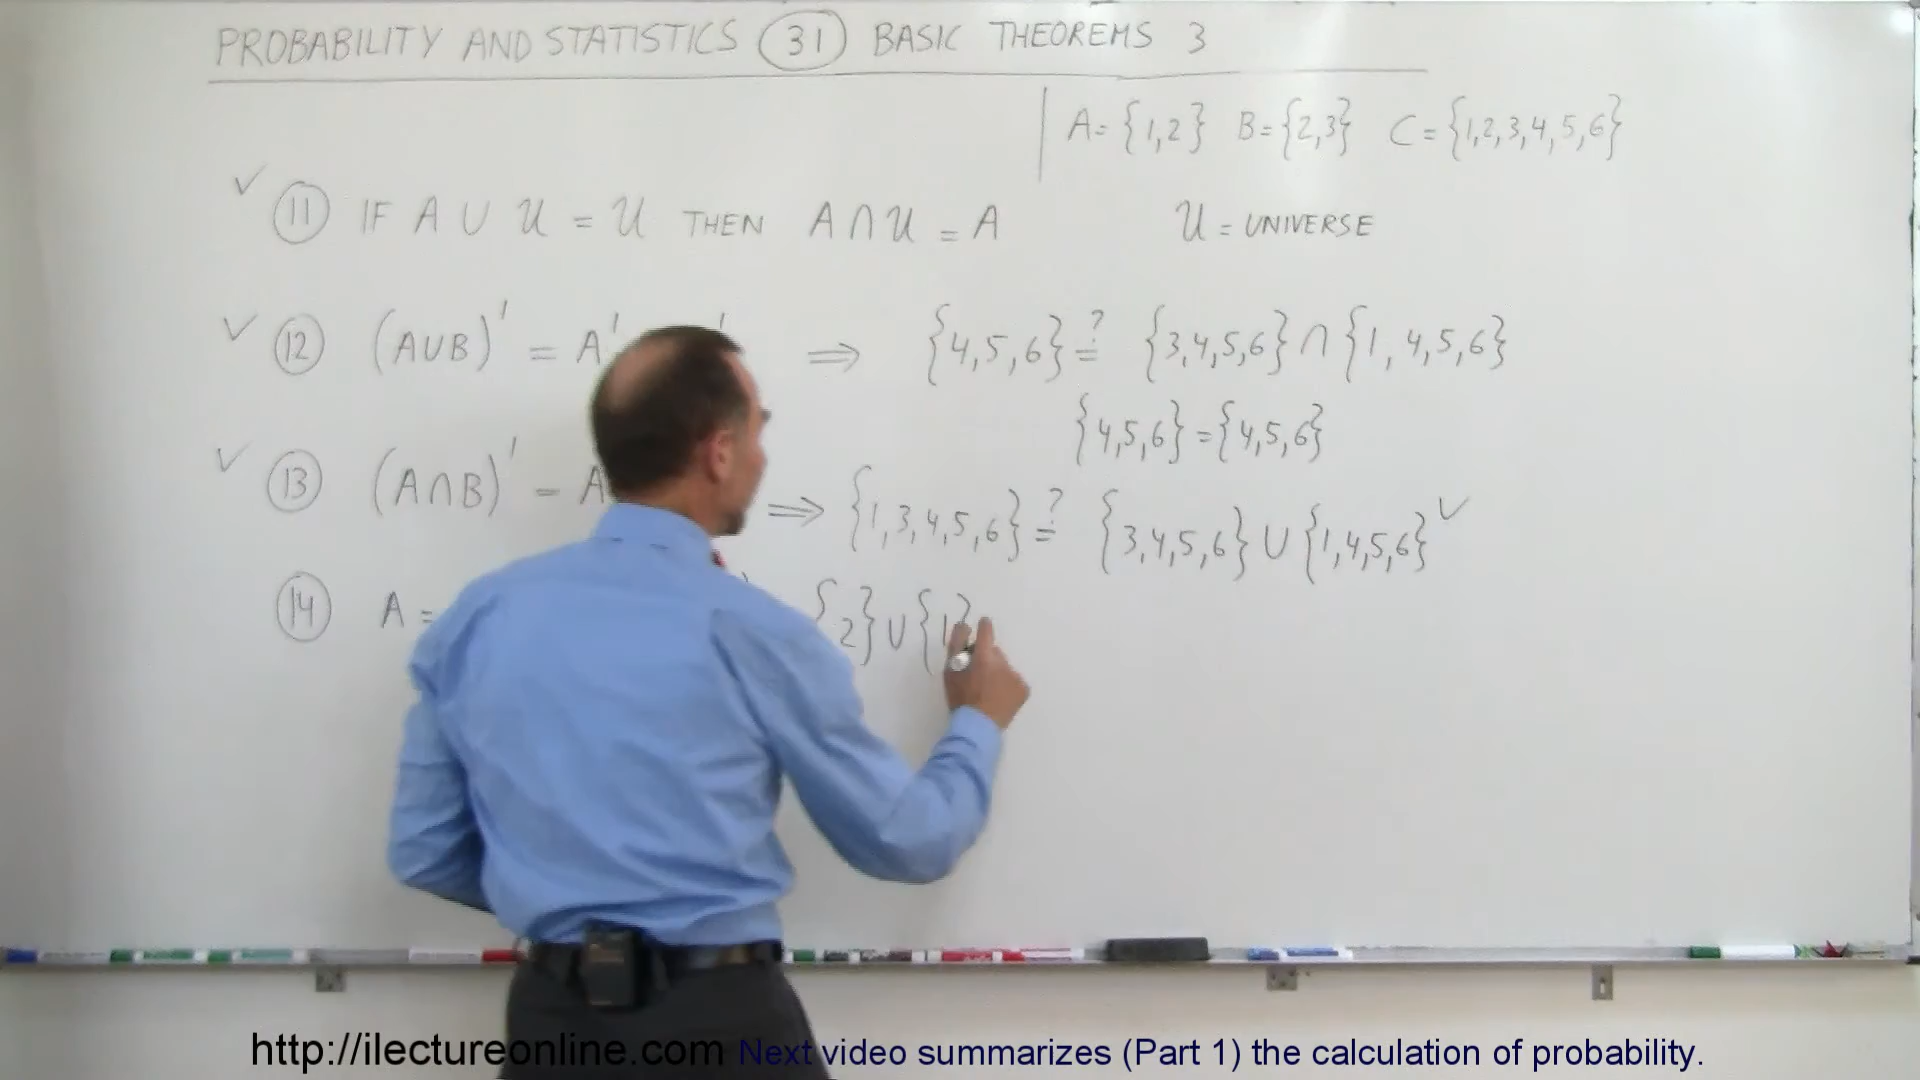 PROBABILITY AND STATISTICS 31 BASIC THEOREMS 3
A = {1,2} B = {2,3} C = {1,2,3,4,5,6}
✓ 11 IF A ∪ U = U THEN A ∩ U = A U = UNIVERSE
✓ 12 (A∪B)' = A' ' ⇒ {4,5,6} ?= {3,4,5,6} ∩ {1, 4,5,6}
{4,5,6} = {4,5,6}
✓ 13 (A∩B)' = A ⇒ {1,3,4,5,6} ?= {3,4,5,6} ∪ {1,4,5,6} ✓
14 A = {2} ∪ {1}
http://ilectureonline.com Next video summarizes (Part 1) the calculation of probability.